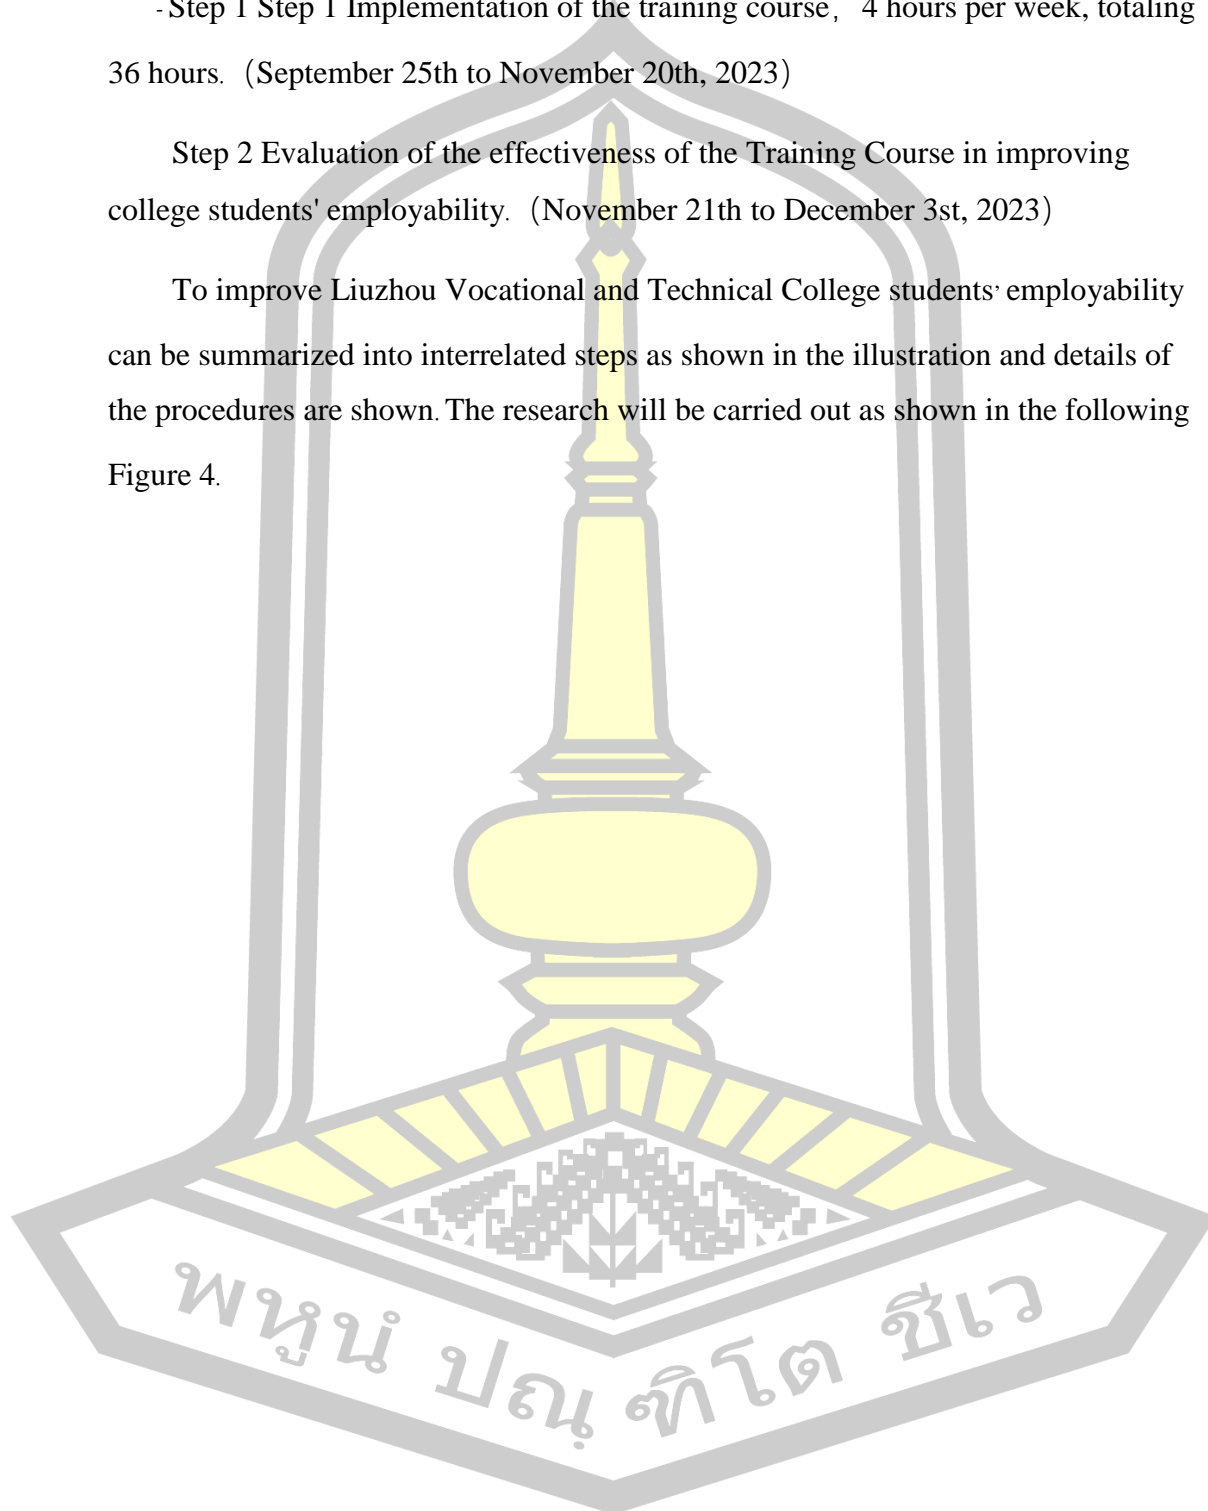 - Step 1 Step 1 Implementation of the training course， 4 hours per week, totaling
36 hours.（September 25th to November 20th, 2023）
Step 2 Evaluation of the effectiveness of the Training Course in improving
college students' employability.（November 21th to December 3st, 2023）
To improve Liuzhou Vocational and Technical College students’ employability
can be summarized into interrelated steps as shown in the illustration and details of
the procedures are shown. The research will be carried out as shown in the following
Figure 4.
พหูนํ ปณฺฑิโต ชีเว